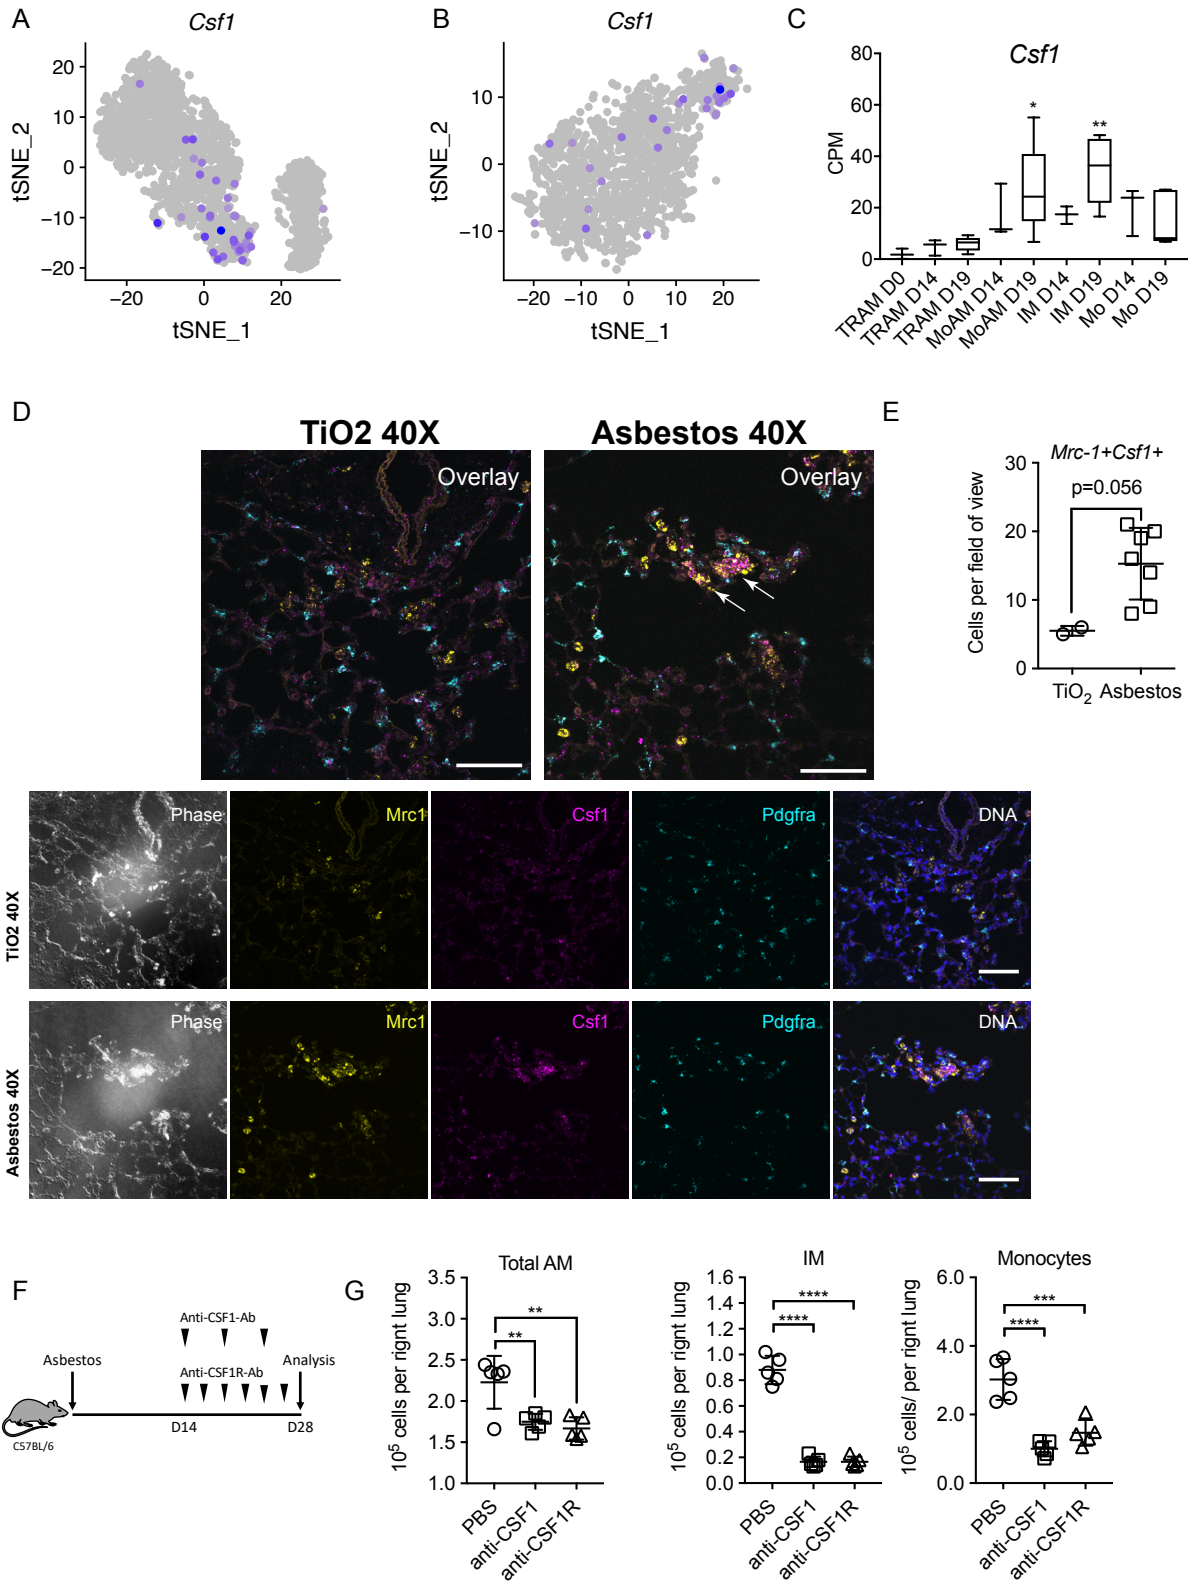 A
Csf1
tSNE_2
20
10
0
−10
−20
−20
0
20
tSNE_1
B
Csf1
tSNE_2
10
0
−10
−20
−10
0
10
20
tSNE_1
C
Csf1
CPM
80
60
40
20
0
*
**
TRAM D0
TRAM D14
TRAM D19
MoAM D14
MoAM D19
IM D14
IM D19
Mo D14
Mo D19
D
TiO2 40X
Asbestos 40X
Overlay
Overlay
E
Mrc-1+Csf1+
p=0.056
Cells per field of view
30
20
10
0
TiO2 Asbestos
TiO2 40X
Phase
Mrc1
Csf1
Pdgfra
DNA
Asbestos 40X
Phase
Mrc1
Csf1
Pdgfra
DNA
F
Anti-CSF1-Ab
Asbestos
Anti-CSF1R-Ab
Analysis
D14
D28
C57BL/6
G
Total AM
10⁵ cells per right lung
3.5
3.0
2.5
2.0
1.5
1.0
**
**
PBS
anti-CSF1
anti-CSF1R
IM
10⁵ cells per rignt lung
1.6
1.4
1.2
1.0
0.8
0.6
0.4
0.2
0.0
****
****
PBS
anti-CSF1
anti-CSF1R
Monocytes
10⁵ cells/ per rignt lung
6.0
4.0
2.0
0.0
***
****
PBS
anti-CSF1
anti-CSF1R